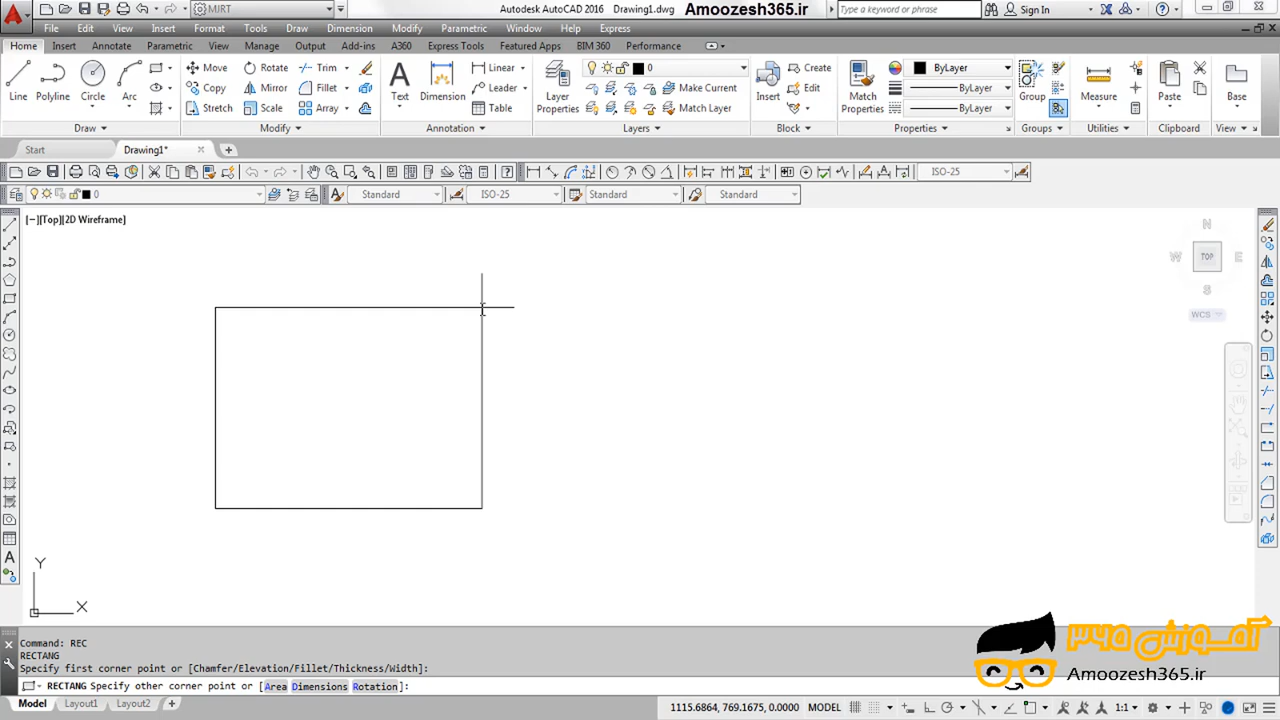 MJRT
Autodesk AutoCAD 2016 Drawing1.dwg
Amoozesh365.ir
Type a keyword or phrase
Sign In
File Edit View Insert Format Tools Draw Dimension Modify Parametric Window Help Express
Home Insert Annotate Parametric View Manage Output Add-ins A360 Express Tools Featured Apps BIM 360 Performance
Move Rotate Trim Linear 0 Create ByLayer
Copy Mirror Fillet Leader Make Current Edit ByLayer
Line Polyline Circle Arc Stretch Scale Array Text Dimension Table Layer Properties Match Layer Insert Match Properties ByLayer Group Measure Paste Base
Draw Modify Annotation Layers Block Properties Groups Utilities Clipboard View
Start Drawing1*
ISO-25
0 Standard ISO-25 Standard Standard
[−][Top][2D Wireframe]
N
W TOP E
S
WCS
Y
X
Command: REC
RECTANG
Specify first corner point or [Chamfer/Elevation/Fillet/Thickness/Width]:
RECTANG Specify other corner point or [Area Dimensions Rotation]:
آموزش ۳۶۵
Amoozesh365.ir
Model Layout1 Layout2
1115.6864, 769.1675, 0.0000 MODEL 1:1